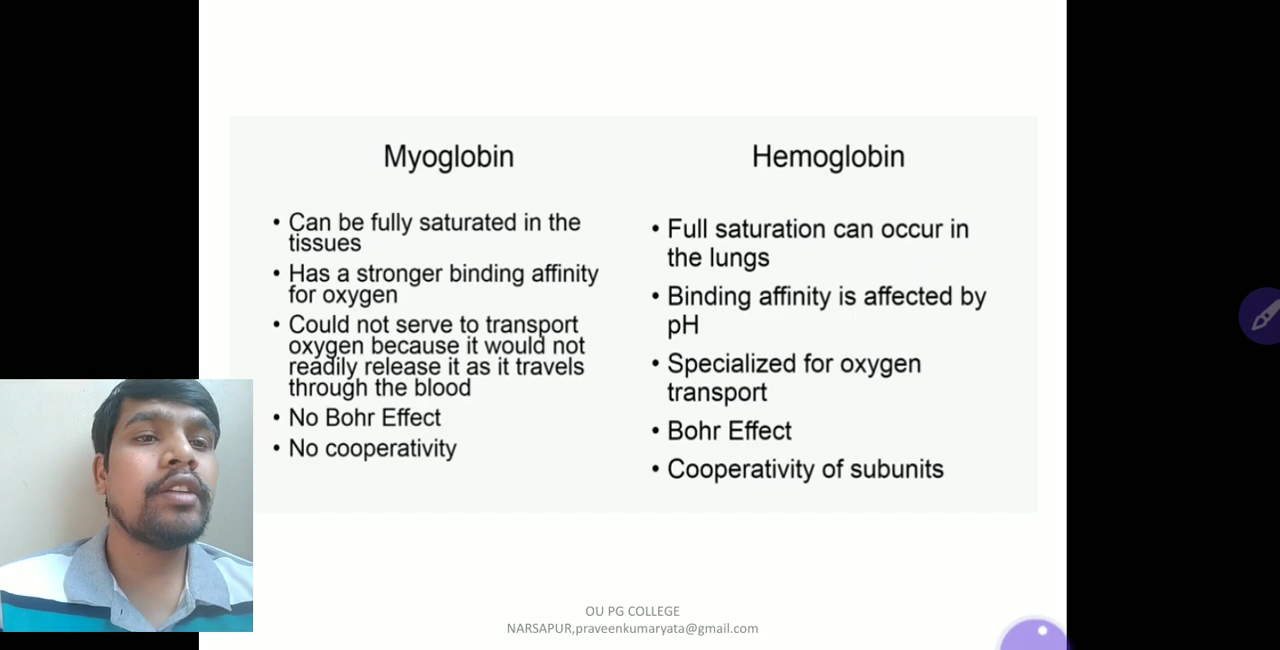 Myoglobin
• Can be fully saturated in the
tissues
• Has a stronger binding affinity
for oxygen
• Could not serve to transport
oxygen because it would not
readily release it as it travels
through the blood
• No Bohr Effect
• No cooperativity
Hemoglobin
• Full saturation can occur in
the lungs
• Binding affinity is affected by
pH
• Specialized for oxygen
transport
• Bohr Effect
• Cooperativity of subunits
OU PG COLLEGE
NARSAPUR,praveenkumaryata@gmail.com